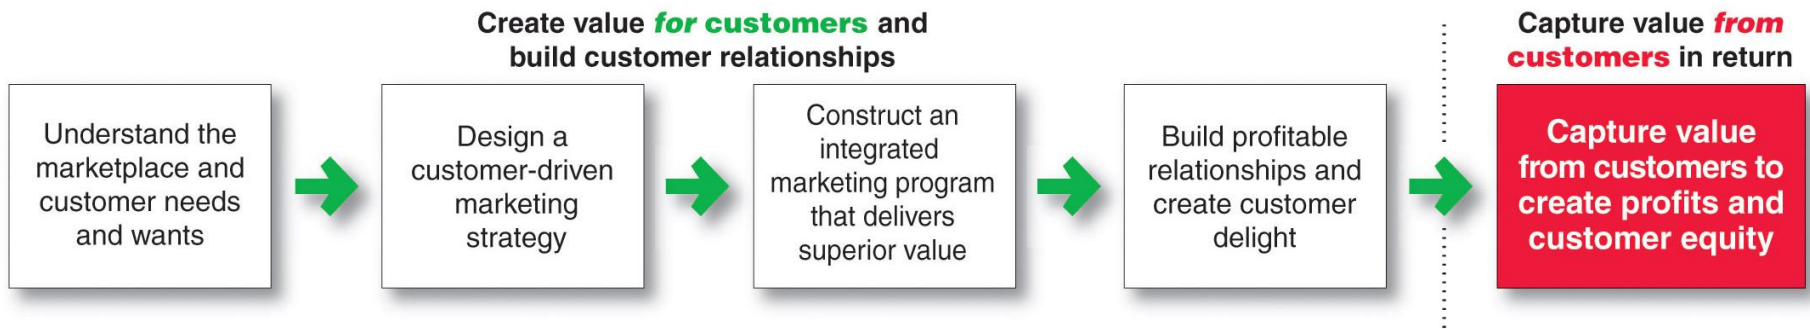 Create value for customers and
build customer relationships
Capture value from
customers in return
Understand the
marketplace and
customer needs
and wants
Design a
customer-driven
marketing
strategy
Construct an
integrated
marketing program
that delivers
superior value
Build profitable
relationships and
create customer
delight
Capture value
from customers to
create profits and
customer equity